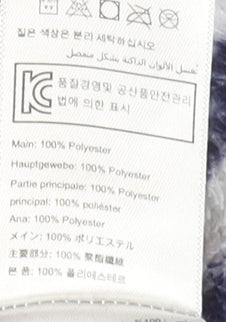 짙은 색상은 분리 세탁하십시오
تغسل الألوان الداكنة بشكل منفصل
품질경영및 공산품안전관리
법에 의한 표시
Main: 100% Polyester
Hauptgewebe: 100% Polyester
Partie principale: 100% Polyester
principal: 100% poliéster
Ana: 100% Polyester
メイン: 100% ポリエステル
主要部分: 100% 聚酯纖維
본 품: 100% 폴리에스테르